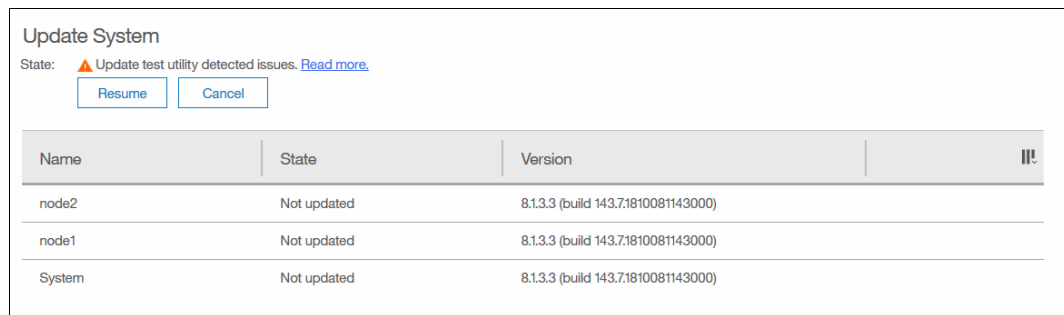 Update System
State: Update test utility detected issues. Read more.
Resume Cancel
Name State Version
node2 Not updated 8.1.3.3 (build 143.7.1810081143000)
node1 Not updated 8.1.3.3 (build 143.7.1810081143000)
System Not updated 8.1.3.3 (build 143.7.1810081143000)